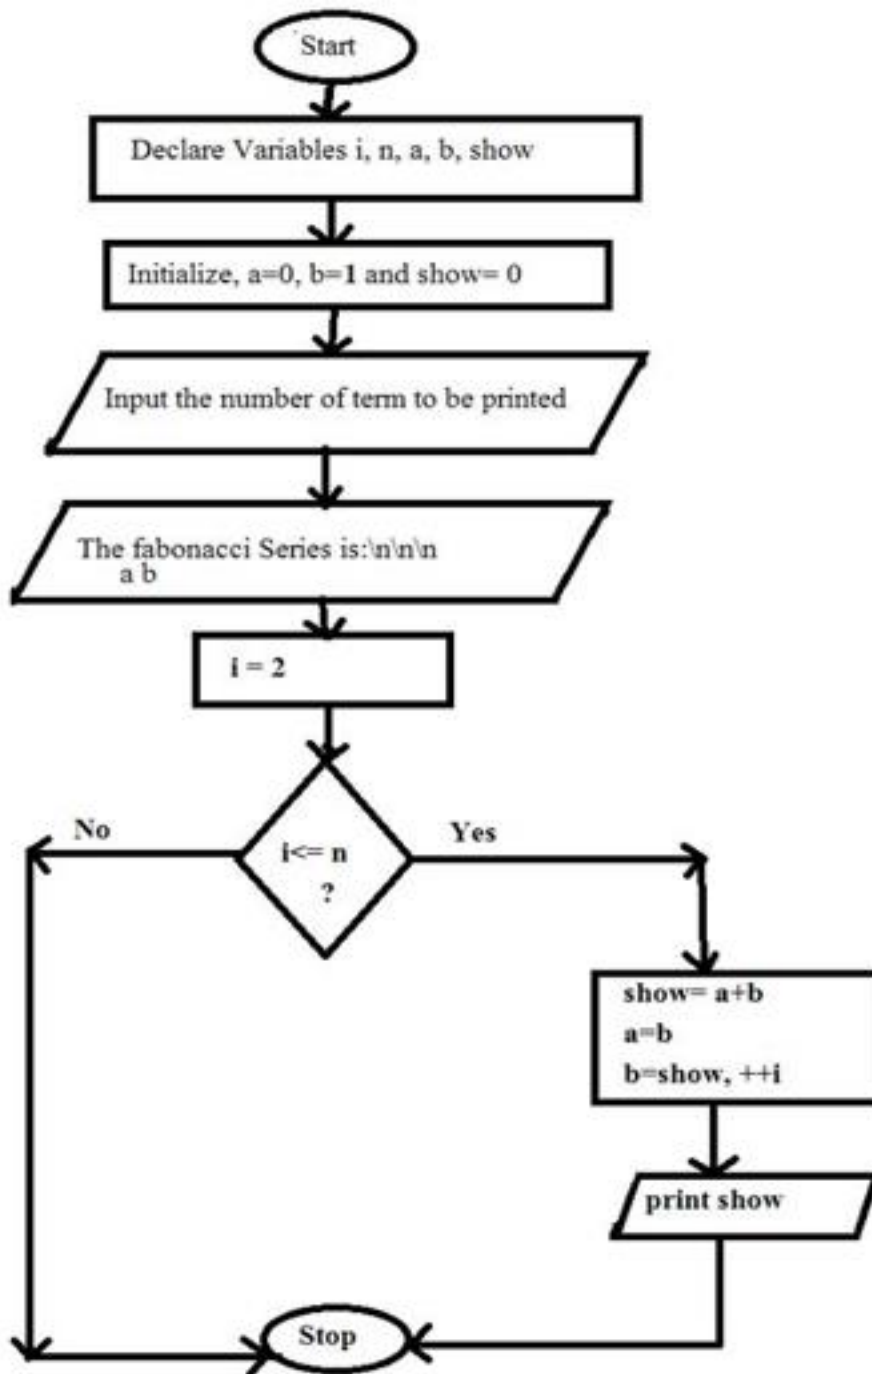 Start
Declare Variables i, n, a, b, show
Initialize, a=0, b=1 and show= 0
Input the number of term to be printed
The fabonacci Series is:\n\n\n
a b
i = 2
No
Yes
i<= n
?
show= a+b
a=b
b=show, ++i
print show
Stop